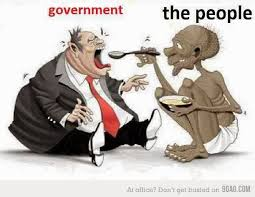 government
the people
At office? Don't get busted on 9GAG.COM